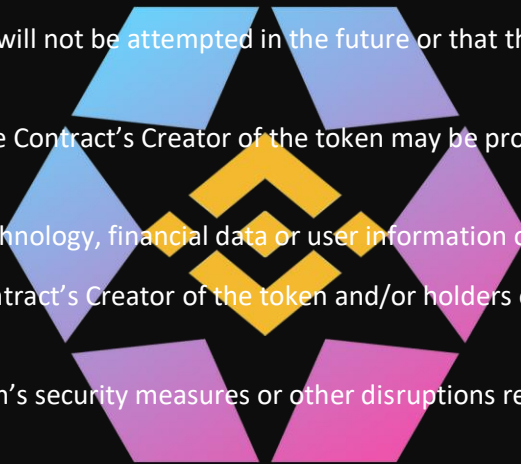 will not be attempted in the future or that th
e Contract's Creator of the token may be pro
hnology, financial data or user information o
ntract's Creator of the token and/or holders
n's security measures or other disruptions re